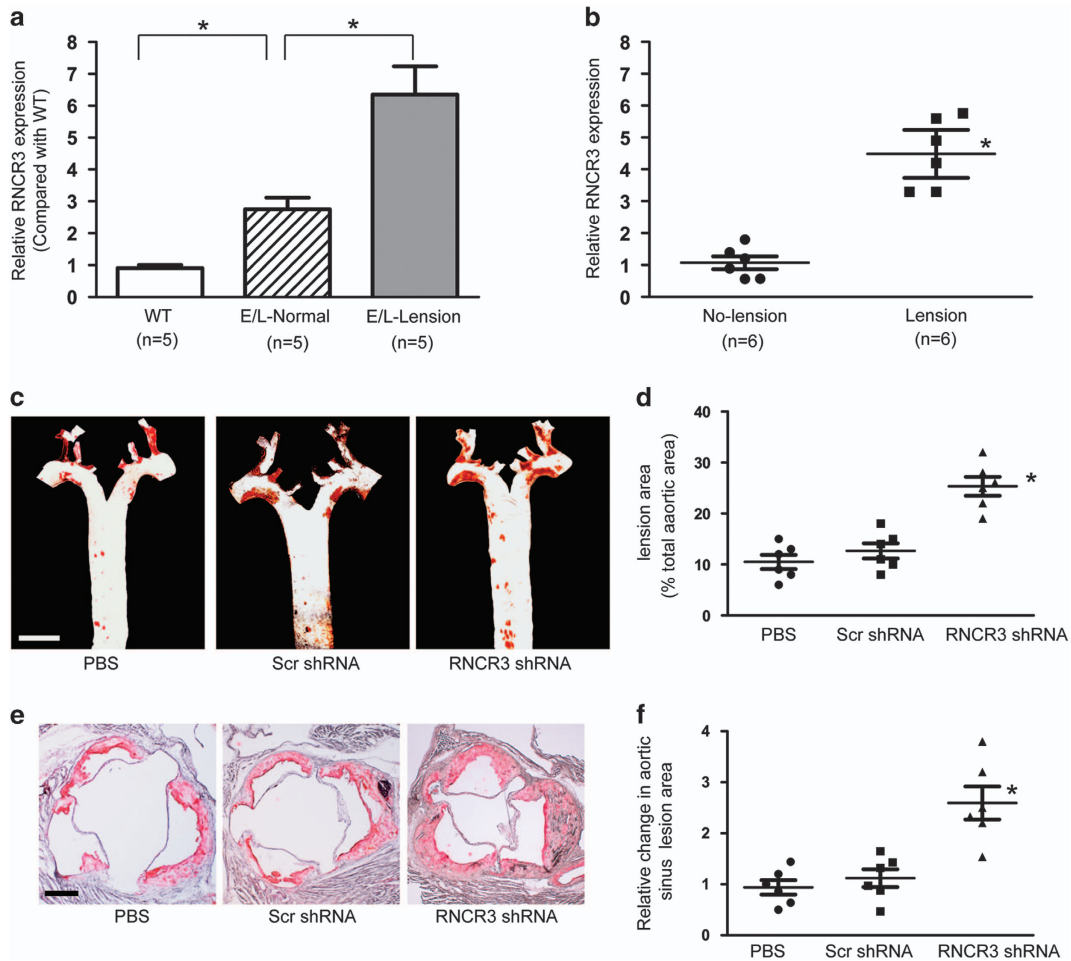 a
Relative RNCR3 expression
(Compared with WT)
8
7
6
5
4
3
2
1
0
*
*
WT
(n=5)
E/L-Normal
(n=5)
E/L-Lension
(n=5)
b
Relative RNCR3 expression
8
7
6
5
4
3
2
1
0
*
No-lension
(n=6)
Lension
(n=6)
c
PBS
Scr shRNA
RNCR3 shRNA
d
lension area
(% total aaortic area)
40
30
20
10
0
*
PBS
Scr shRNA
RNCR3 shRNA
e
PBS
Scr shRNA
RNCR3 shRNA
f
Relative change in aortic
sinus lesion area
4
3
2
1
0
*
PBS
Scr shRNA
RNCR3 shRNA